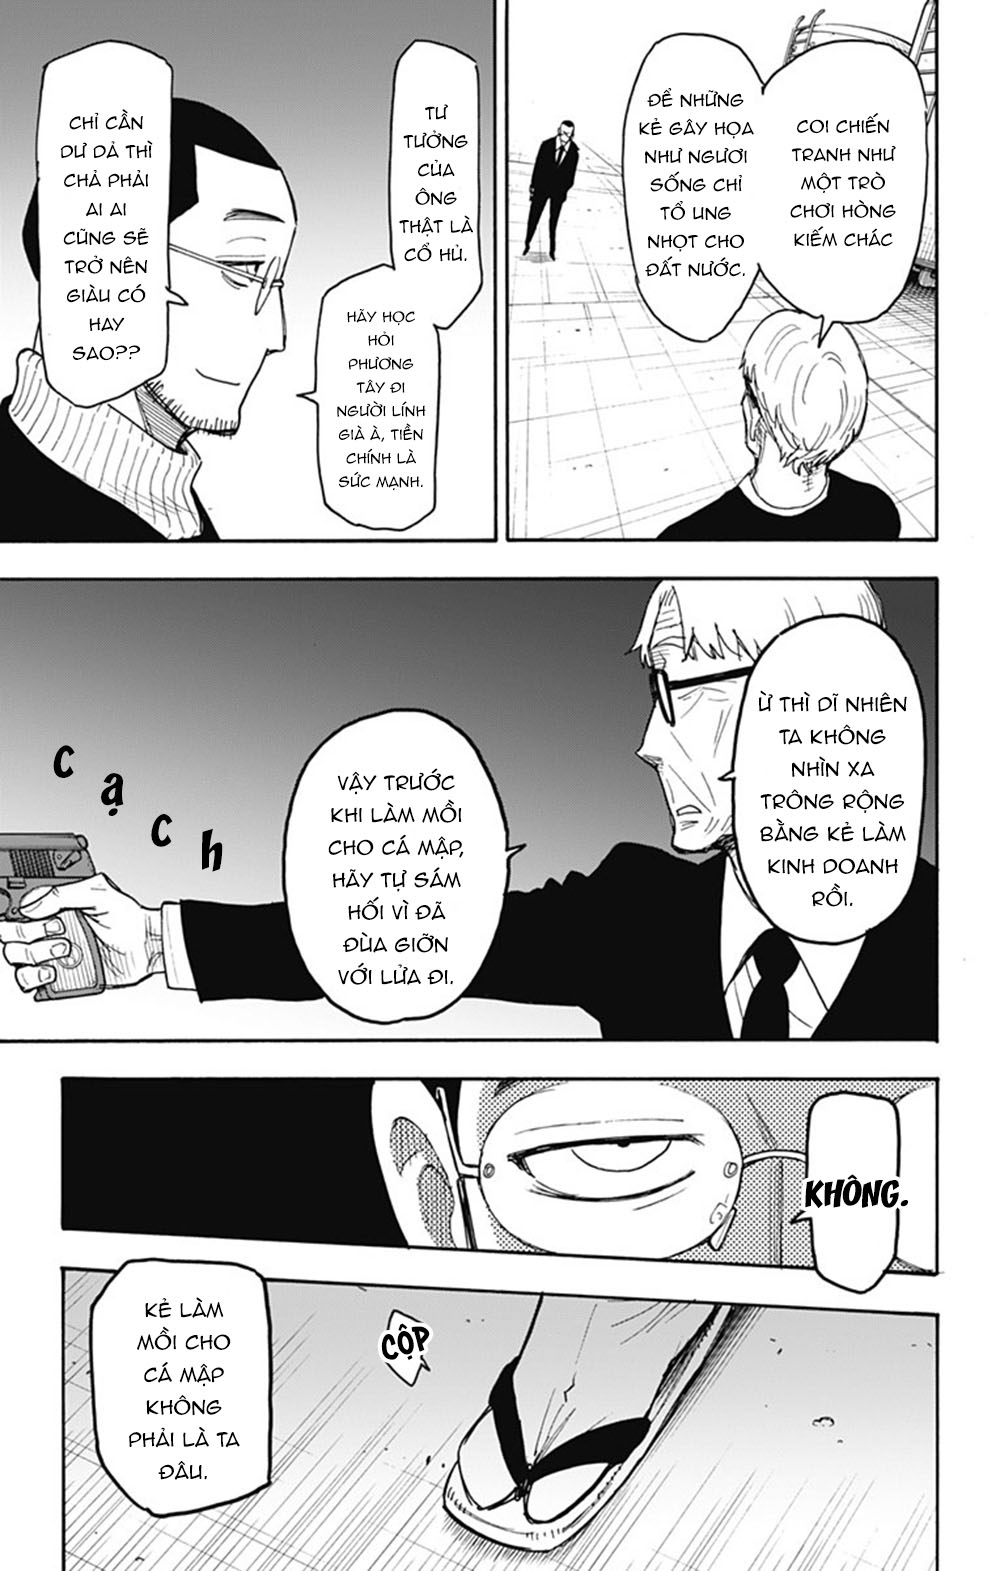 COI CHIẾN
TRANH NHƯ
MỘT TRÒ
CHƠI HÒNG
KIẾM CHÁC
ĐỂ NHỮNG
KẺ GÂY HỌA
NHƯ NGƯƠI
SỐNG CHỈ
TỔ UNG
NHỌT CHO
ĐẤT NƯỚC.
TƯ
TƯỞNG
CỦA
ÔNG
THẬT LÀ
CỔ HỦ.
HÃY HỌC
HỎI
PHƯƠNG
TÂY ĐI
NGƯỜI LÍNH
GIÀ À, TIỀN
CHÍNH LÀ
SỨC MẠNH.
CHỈ CẦN
DƯ DẢ THÌ
CHẢ PHẢI
AI AI
CŨNG SẼ
TRỞ NÊN
GIÀU CÓ
HAY
SAO??
Ừ THÌ DĨ NHIÊN
TA KHÔNG
NHÌN XA
TRÔNG RỘNG
BẰNG KẺ LÀM
KINH DOANH
RỒI.
VẬY TRƯỚC
KHI LÀM MỒI
CHO CÁ MẬP,
HÃY TỰ SÁM
HỐI VÌ ĐÃ
ĐÙA GIỠN
VỚI LỬA ĐI.
cạch
KHÔNG.
CỘP
KẺ LÀM
MỒI CHO
CÁ MẬP
KHÔNG
PHẢI LÀ TA
ĐÂU.